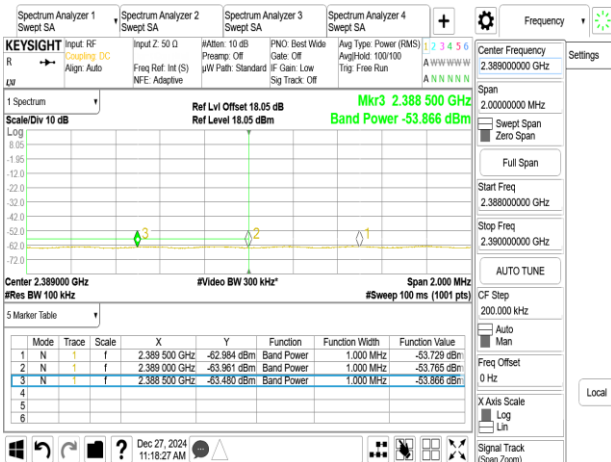 Spectrum Analyzer 1
Swept SA
Spectrum Analyzer 2
Swept SA
Spectrum Analyzer 3
Swept SA
Spectrum Analyzer 4
Swept SA
+
Frequency
KEYSIGHT
R
Input: RF
Coupling: DC
Align: Auto
Input Z: 50 Ω
Freq Ref: Int (S)
NFE: Adaptive
#Atten: 10 dB
Preamp: Off
µW Path: Standard
PNO: Best Wide
Gate: Off
IF Gain: Low
Sig Track: Off
Avg Type: Power (RMS)
Avg|Hold: 100/100
Trig: Free Run
1 2 3 4 5 6
A W W W W W
A N N N N N
1 Spectrum
Scale/Div 10 dB
Ref Lvl Offset 18.05 dB
Ref Level 18.05 dBm
Mkr3 2.388 500 GHz
Band Power -53.866 dBm
Log
8.05
-1.95
-12.0
-22.0
-32.0
-42.0
-52.0
-62.0
-72.0
3
2
1
Center 2.389000 GHz
#Video BW 300 kHz*
Span 2.000 MHz
#Res BW 100 kHz
#Sweep 100 ms (1001 pts)
5 Marker Table
Mode Trace Scale X Y Function Function Width Function Value
1 N 1 f 2.389 500 GHz -62.984 dBm Band Power 1.000 MHz -53.729 dBm
2 N 1 f 2.389 000 GHz -63.961 dBm Band Power 1.000 MHz -53.765 dBm
3 N 1 f 2.388 500 GHz -53.480 dBm Band Power 1.000 MHz -53.866 dBm
4
5
6
?
Dec 27, 2024
11:18:27 AM
Center Frequency
2.389000000 GHz
Span
2.00000000 MHz
Swept Span
Zero Span
Full Span
Start Freq
2.388000000 GHz
Stop Freq
2.390000000 GHz
AUTO TUNE
CF Step
200.000 kHz
Auto
Man
Freq Offset
0 Hz
X Axis Scale
Log
Lin
Signal Track
(Span Zoom)
Settings
Local